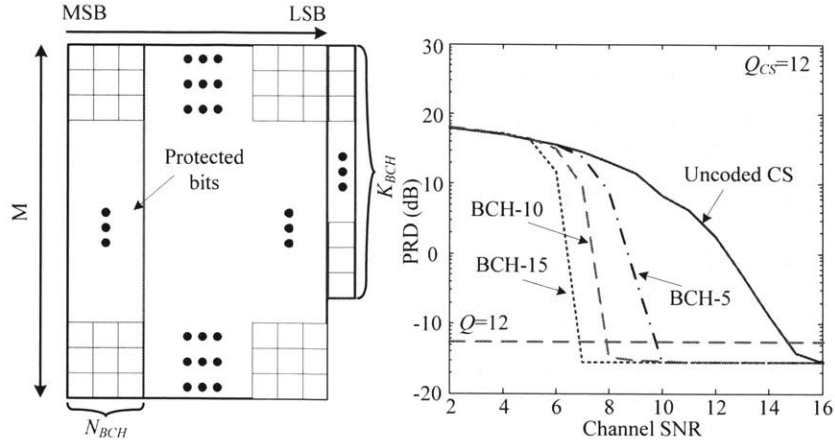 MSB
LSB
M
Protected
bits
K_BCH
N_BCH
PRD (dB)
30
20
10
0
-10
-20
Q_CS=12
Uncoded CS
BCH-10
BCH-15
BCH-5
Q=12
2
4
6
8
10
12
14
16
Channel SNR